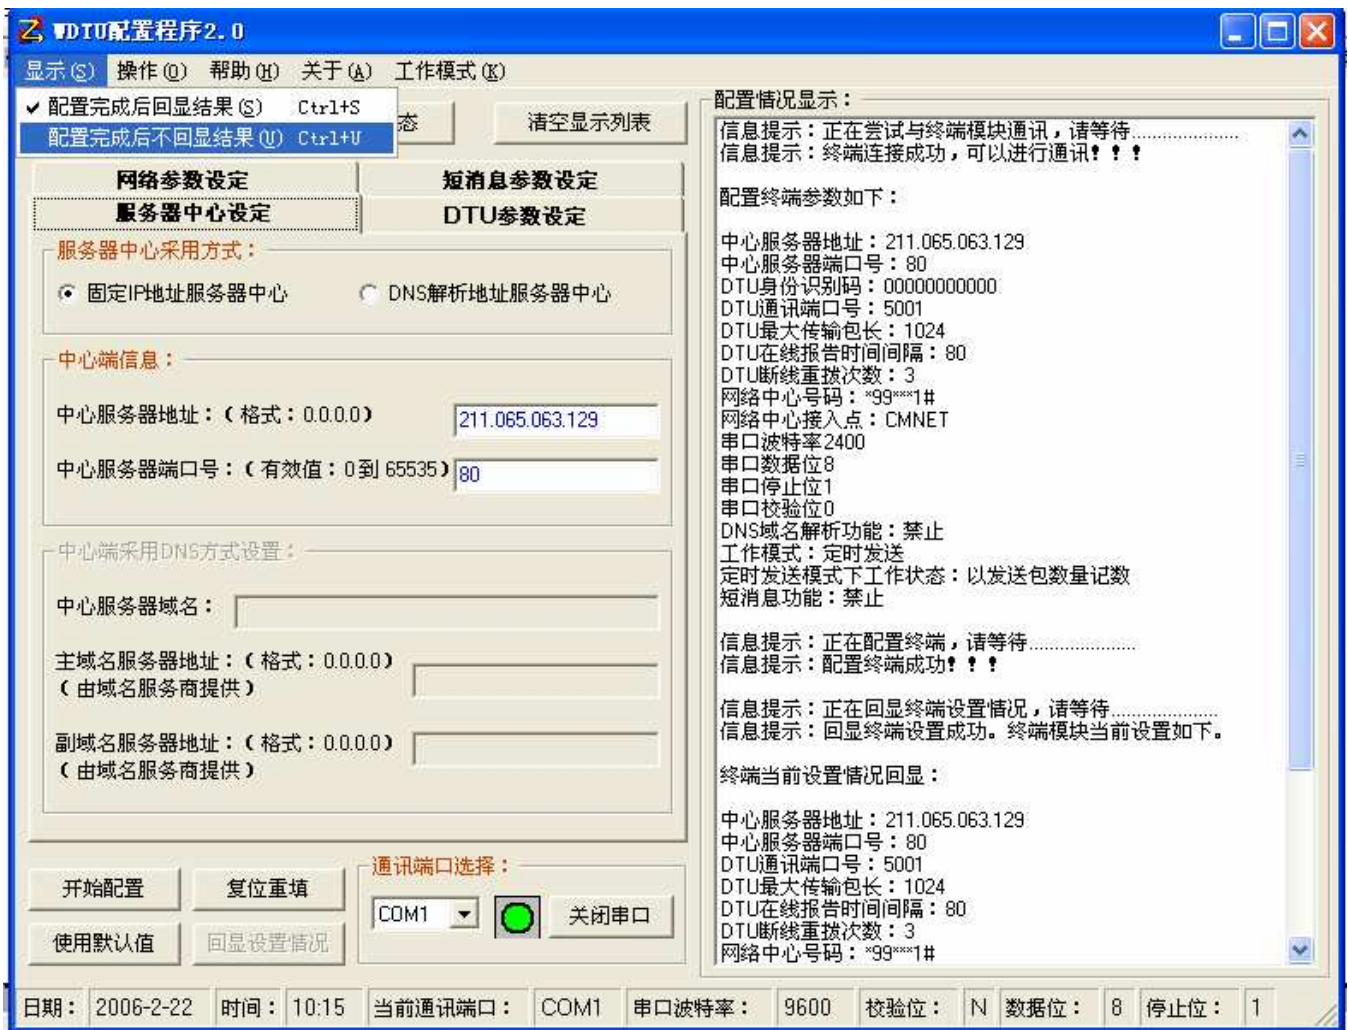 WDTU配置程序2.0
显示(S) 操作(O) 帮助(H) 关于(A) 工作模式(K)
✓ 配置完成后回显结果(S) Ctrl+S
配置完成后不回显结果(U) Ctrl+U
态
清空显示列表
网络参数设定
短消息参数设定
服务器中心设定
DTU参数设定
服务器中心采用方式：
固定IP地址服务器中心
DNS解析地址服务器中心
中心端信息：
中心服务器地址：（格式：0.0.0.0） 211.065.063.129
中心服务器端口号：（有效值：0到 65535） 80
中心端采用DNS方式设置：
中心服务器域名：
主域名服务器地址：（格式：0.0.0.0）
（由域名服务商提供）
副域名服务器地址：（格式：0.0.0.0）
（由域名服务商提供）
开始配置
复位重填
使用默认值
回显设置情况
通讯端口选择：
COM1
关闭串口
配置情况显示：
信息提示：正在尝试与终端模块通讯，请等待.....................
信息提示：终端连接成功，可以进行通讯！！！
配置终端参数如下：
中心服务器地址：211.065.063.129
中心服务器端口号：80
DTU身份识别码：00000000000
DTU通讯端口号：5001
DTU最大传输包长：1024
DTU在线报告时间间隔：80
DTU断线重拨次数：3
网络中心号码：*99***1#
网络中心接入点：CMNET
串口波特率2400
串口数据位8
串口停止位1
串口校验位0
DNS域名解析功能：禁止
工作模式：定时发送
定时发送模式下工作状态：以发送包数量记数
短消息功能：禁止
信息提示：正在配置终端，请等待.....................
信息提示：配置终端成功！！！
信息提示：正在回显终端设置情况，请等待.....................
信息提示：回显终端设置成功。终端模块当前设置如下。
终端当前设置情况回显：
中心服务器地址：211.065.063.129
中心服务器端口号：80
DTU通讯端口号：5001
DTU最大传输包长：1024
DTU在线报告时间间隔：80
DTU断线重拨次数：3
网络中心号码：*99***1#
日期： 2006-2-22 时间： 10:15 当前通讯端口： COM1 串口波特率： 9600 校验位： N 数据位： 8 停止位： 1